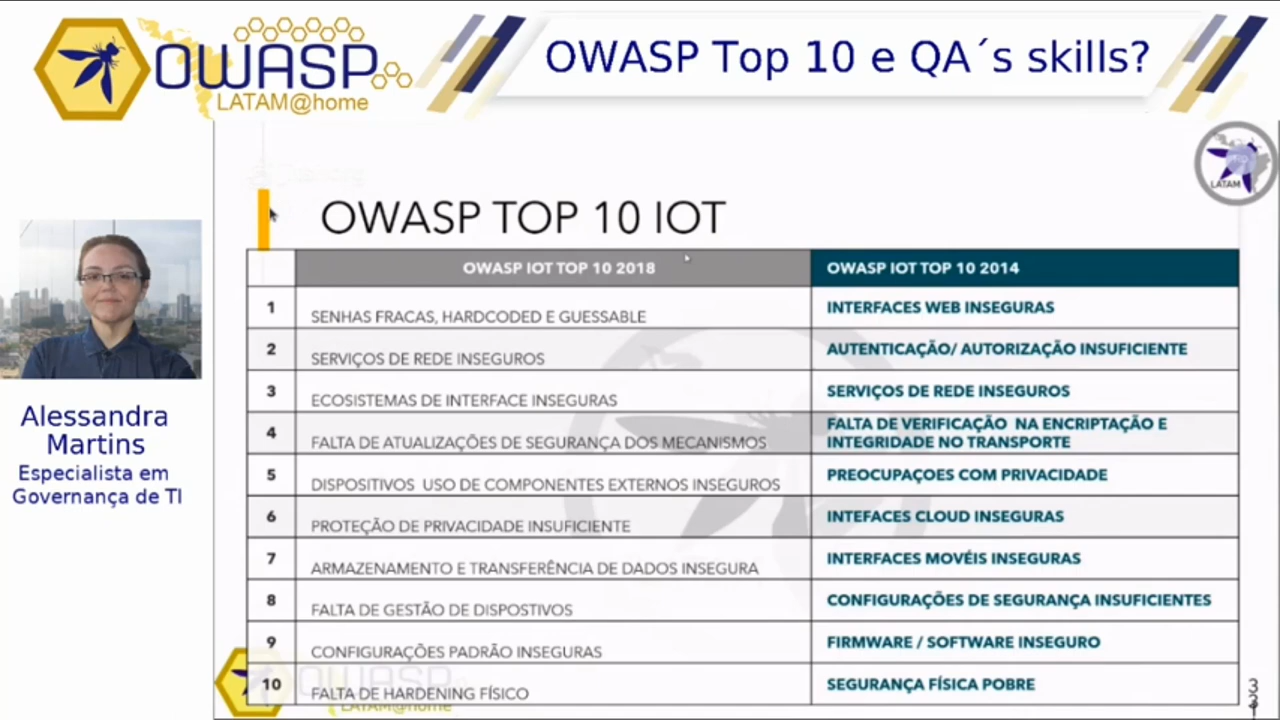 OWASP
LATAM@home
OWASP Top 10 e QA´s skills?
LATAM
Alessandra
Martins
Especialista em
Governança de TI
OWASP TOP 10 IOT
OWASP IOT TOP 10 2018 OWASP IOT TOP 10 2014
1 SENHAS FRACAS, HARDCODED E GUESSABLE INTERFACES WEB INSEGURAS
2 SERVIÇOS DE REDE INSEGUROS AUTENTICAÇÃO/ AUTORIZAÇÃO INSUFICIENTE
3 ECOSISTEMAS DE INTERFACE INSEGURAS SERVIÇOS DE REDE INSEGUROS
4 FALTA DE ATUALIZAÇÕES DE SEGURANÇA DOS MECANISMOS FALTA DE VERIFICAÇÃO NA ENCRIPTAÇÃO E
INTEGRIDADE NO TRANSPORTE
5 DISPOSITIVOS USO DE COMPONENTES EXTERNOS INSEGUROS PREOCUPAÇOES COM PRIVACIDADE
6 PROTEÇÃO DE PRIVACIDADE INSUFICIENTE INTEFACES CLOUD INSEGURAS
7 ARMAZENAMENTO E TRANSFERÊNCIA DE DADOS INSEGURA INTERFACES MOVÉIS INSEGURAS
8 FALTA DE GESTÃO DE DISPOSTIVOS CONFIGURAÇÕES DE SEGURANÇA INSUFICIENTES
9 CONFIGURAÇÕES PADRÃO INSEGURAS FIRMWARE / SOFTWARE INSEGURO
10 FALTA DE HARDENING FÍSICO SEGURANÇA FÍSICA POBRE
OWASP
LATAM@home